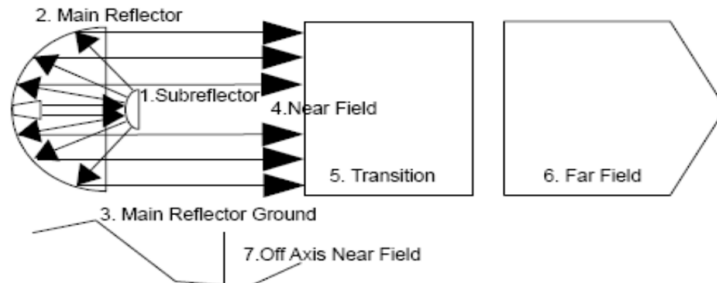 2. Main Reflector
1.Subreflector
4.Near Field
5. Transition
6. Far Field
3. Main Reflector Ground
7.Off Axis Near Field